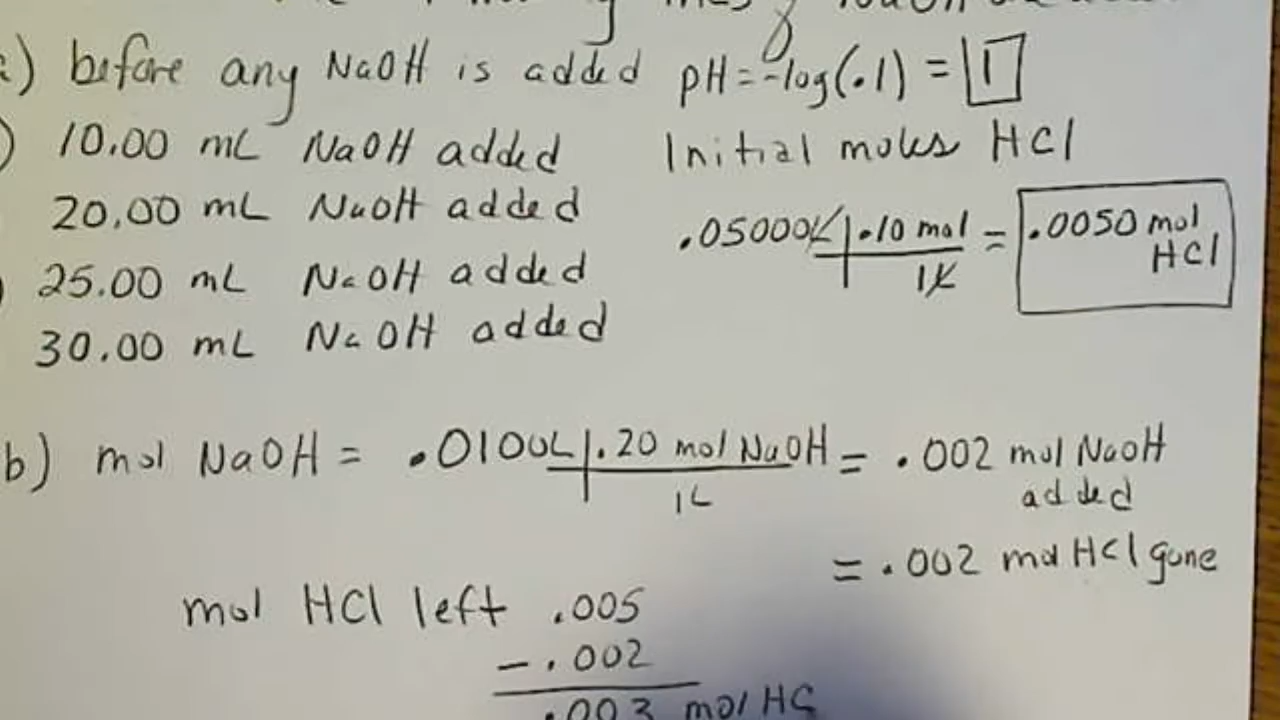 a) before any NaOH is added pH = -log(.1) = 1
) 10.00 mL NaOH added Initial moles HCl
20.00 mL NaOH added .05000L | .10 mol = .0050 mol HCl
1L
25.00 mL NaOH added
30.00 mL NaOH added
b) mol NaOH = .0100L | .20 mol NaOH = .002 mol NaOH
1L added
= .002 mol HCl gone
mol HCl left .005
- .002
.003 mol HC